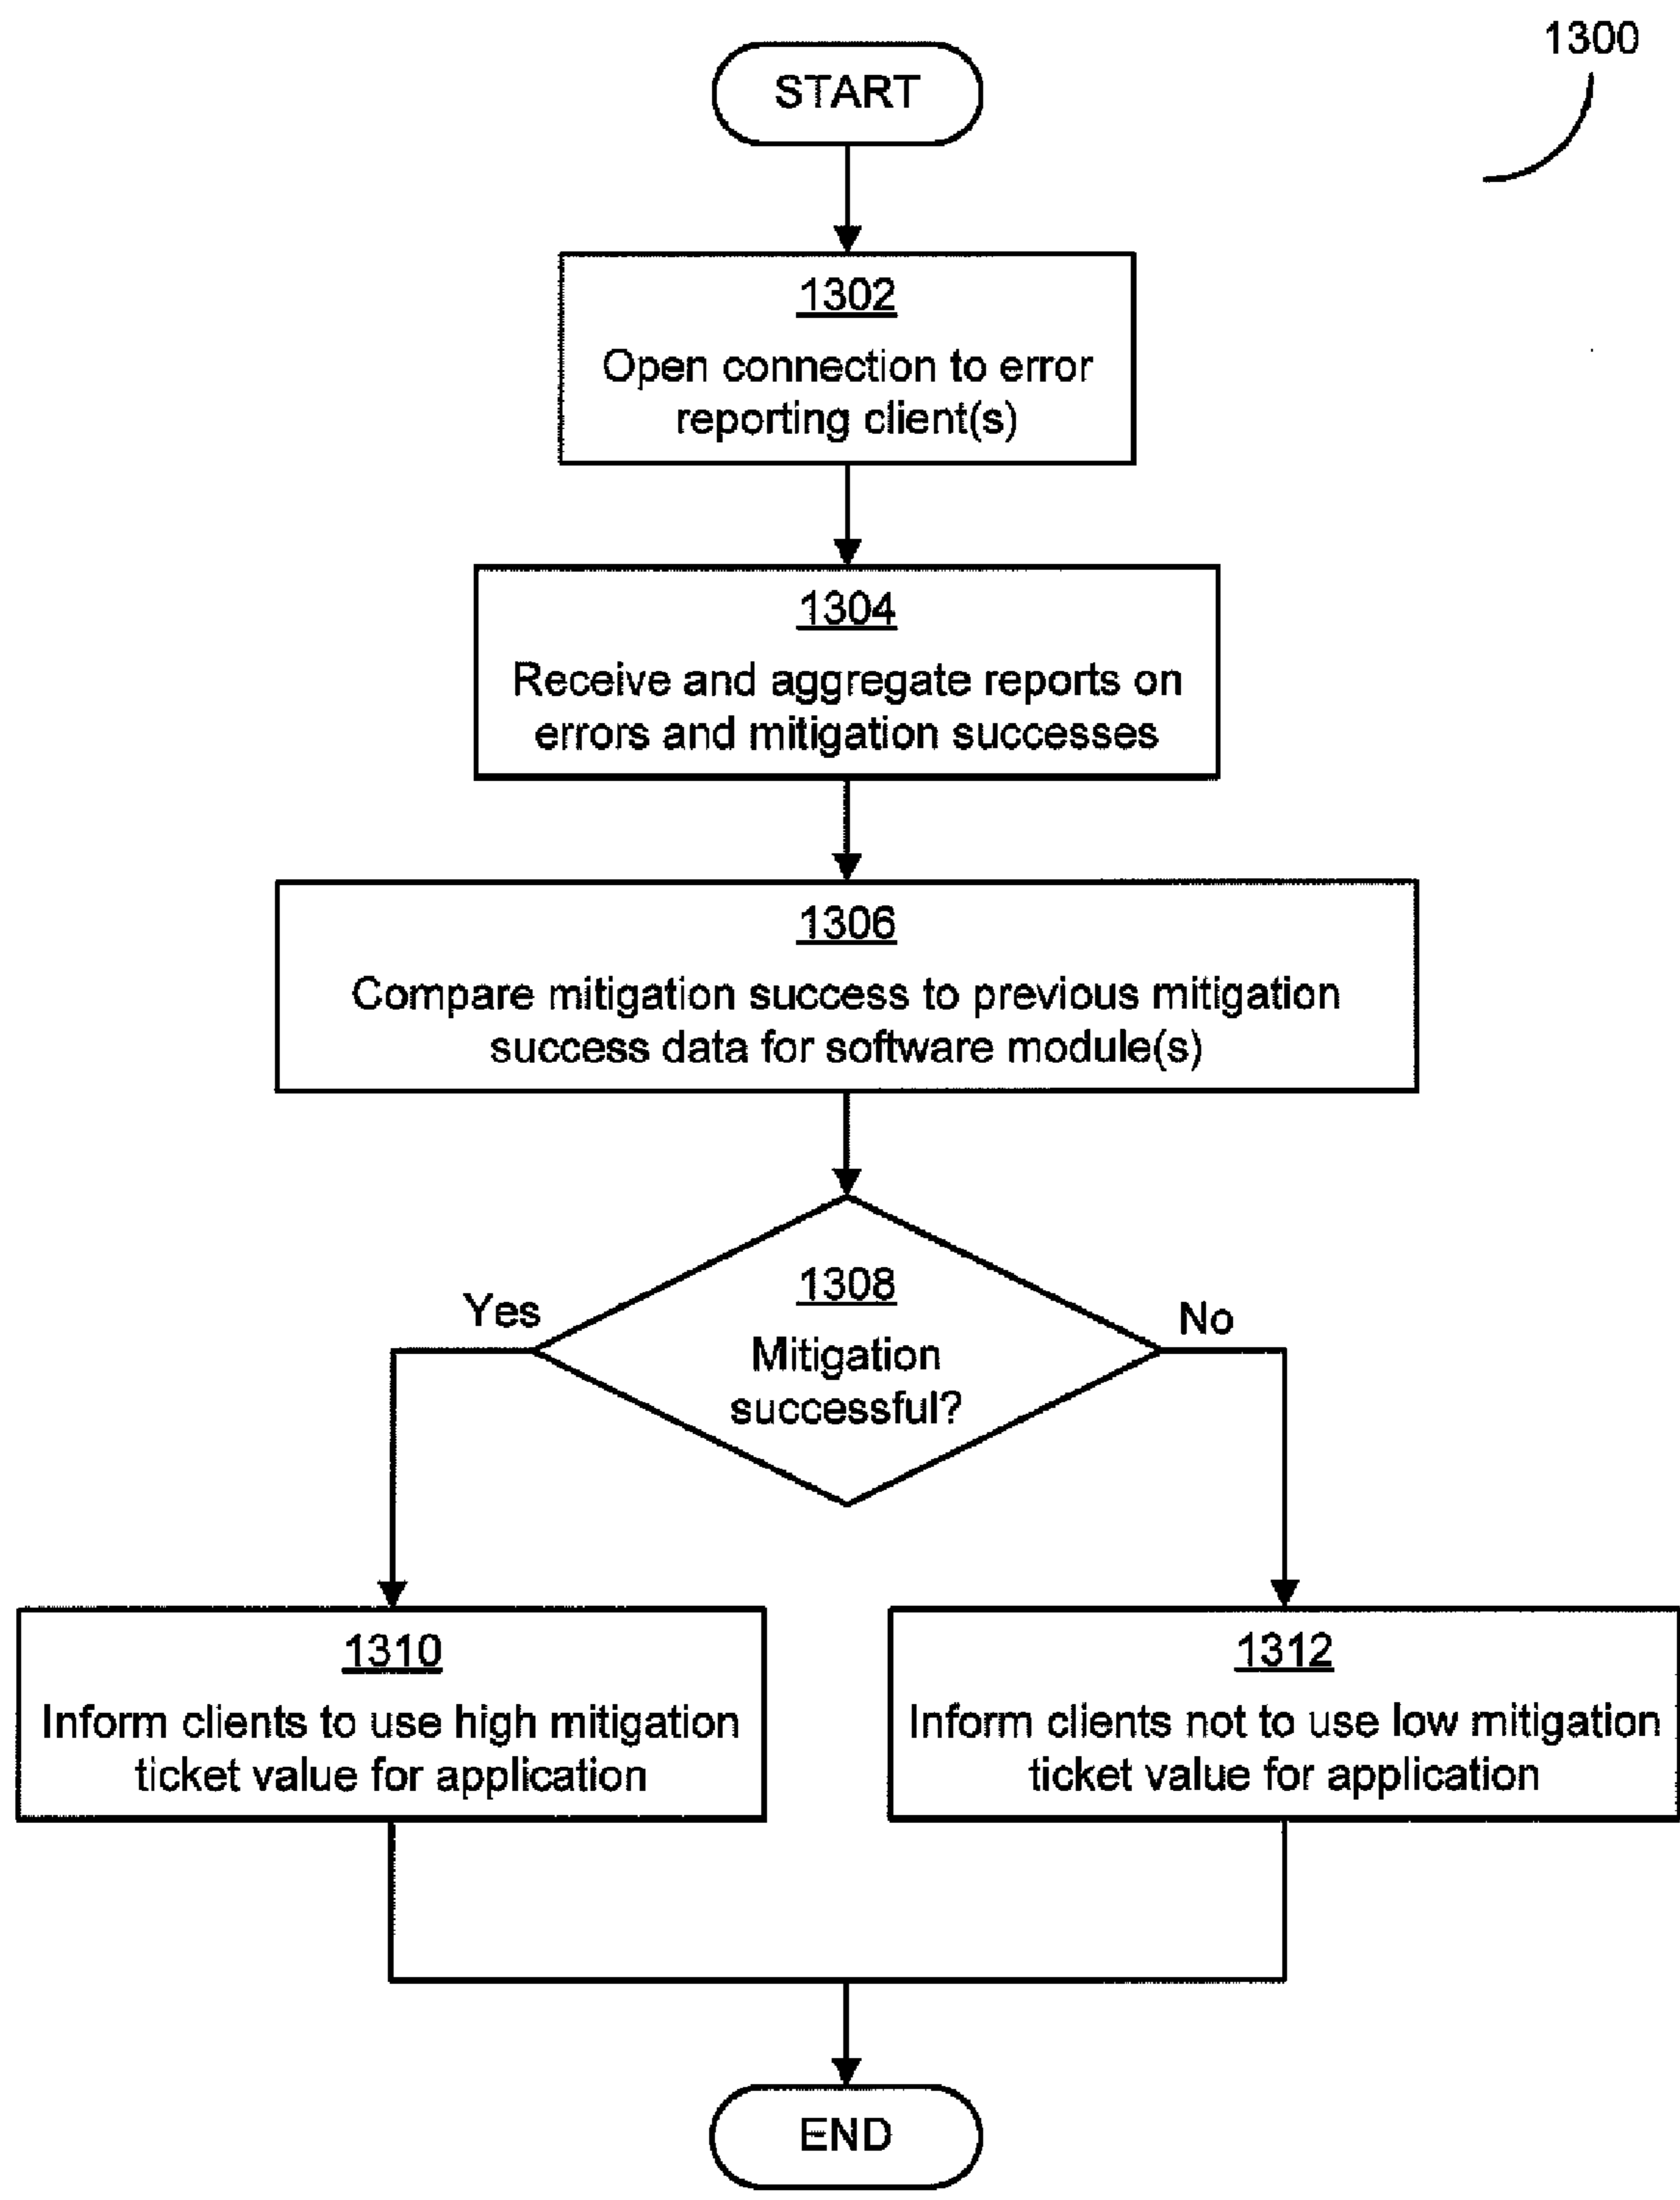 1300
START
1302
Open connection to error
reporting client(s)
1304
Receive and aggregate reports on
errors and mitigation successes
1306
Compare mitigation success to previous mitigation
success data for software module(s)
1308
Mitigation
successful?
Yes
No
1310
Inform clients to use high mitigation
ticket value for application
1312
Inform clients not to use low mitigation
ticket value for application
END